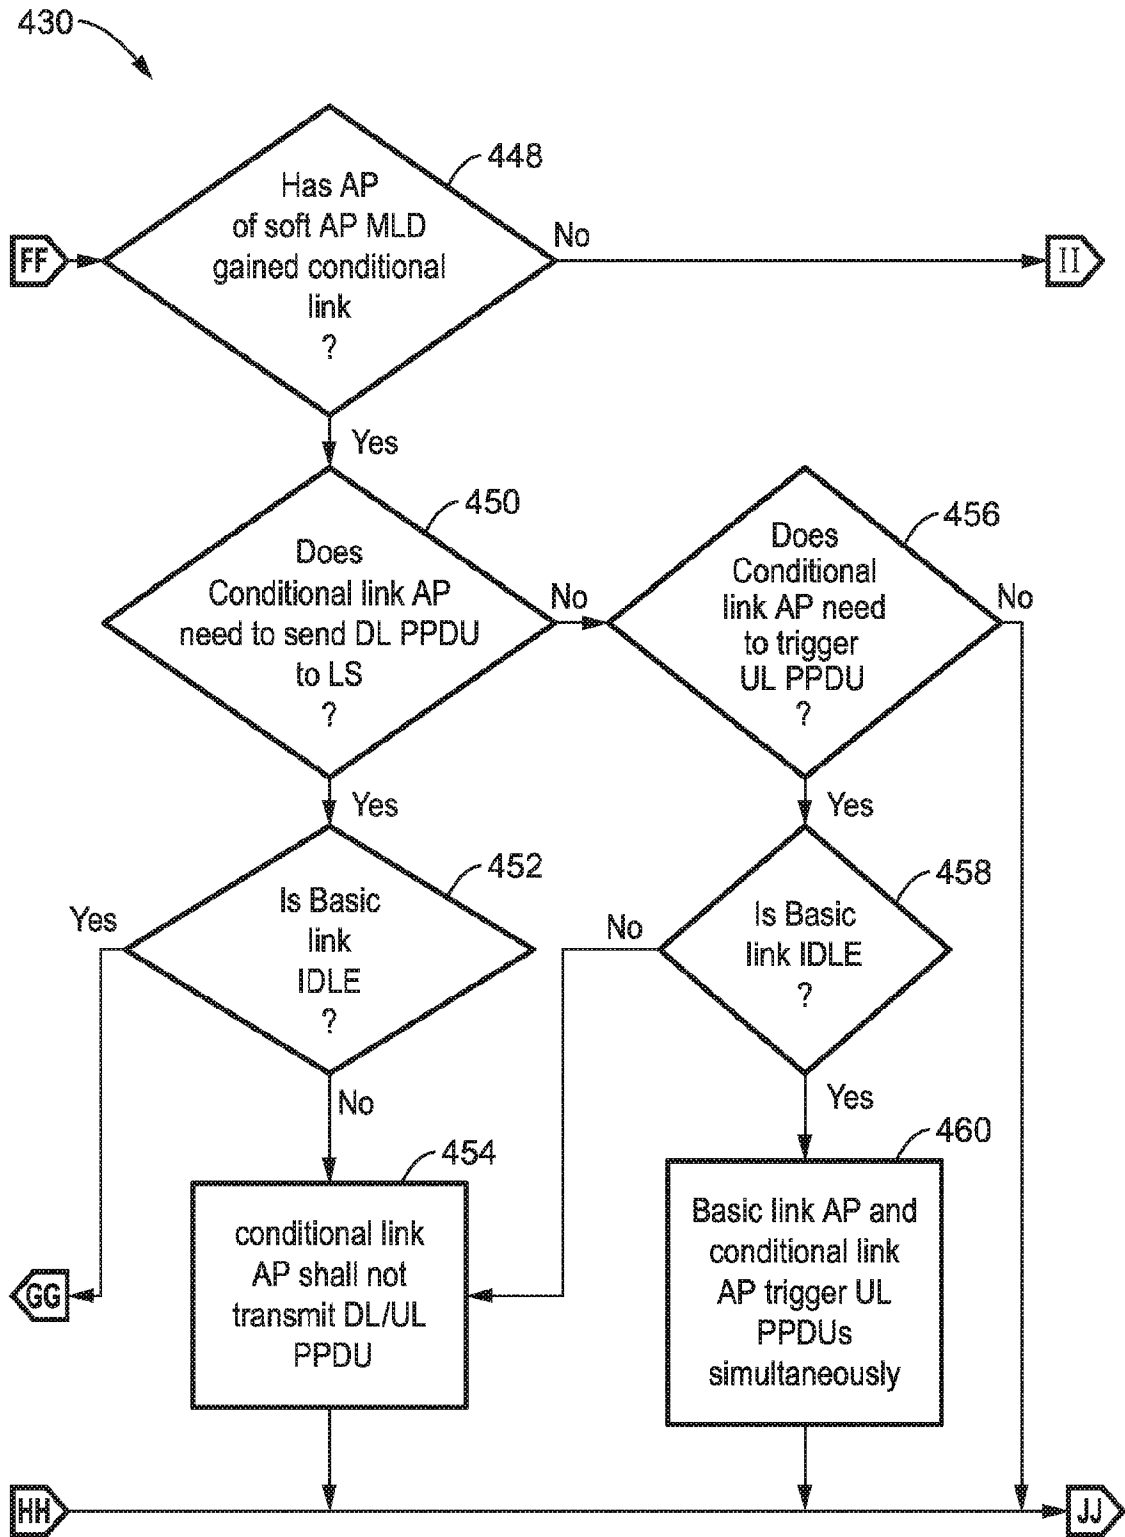 430
448
Has AP
of soft AP MLD
gained conditional
link
?
FF
No
II
Yes
450
Does
Conditional link AP
need to send DL PPDU
to LS
?
No
456
Does
Conditional
link AP need
to trigger
UL PPDU
?
No
Yes
Yes
452
Is Basic
link
IDLE
?
Yes
458
Is Basic
link IDLE
?
No
No
Yes
454
conditional link
AP shall not
transmit DL/UL
PPDU
460
Basic link AP and
conditional link
AP trigger UL
PPDUs
simultaneously
GG
HH
JJ